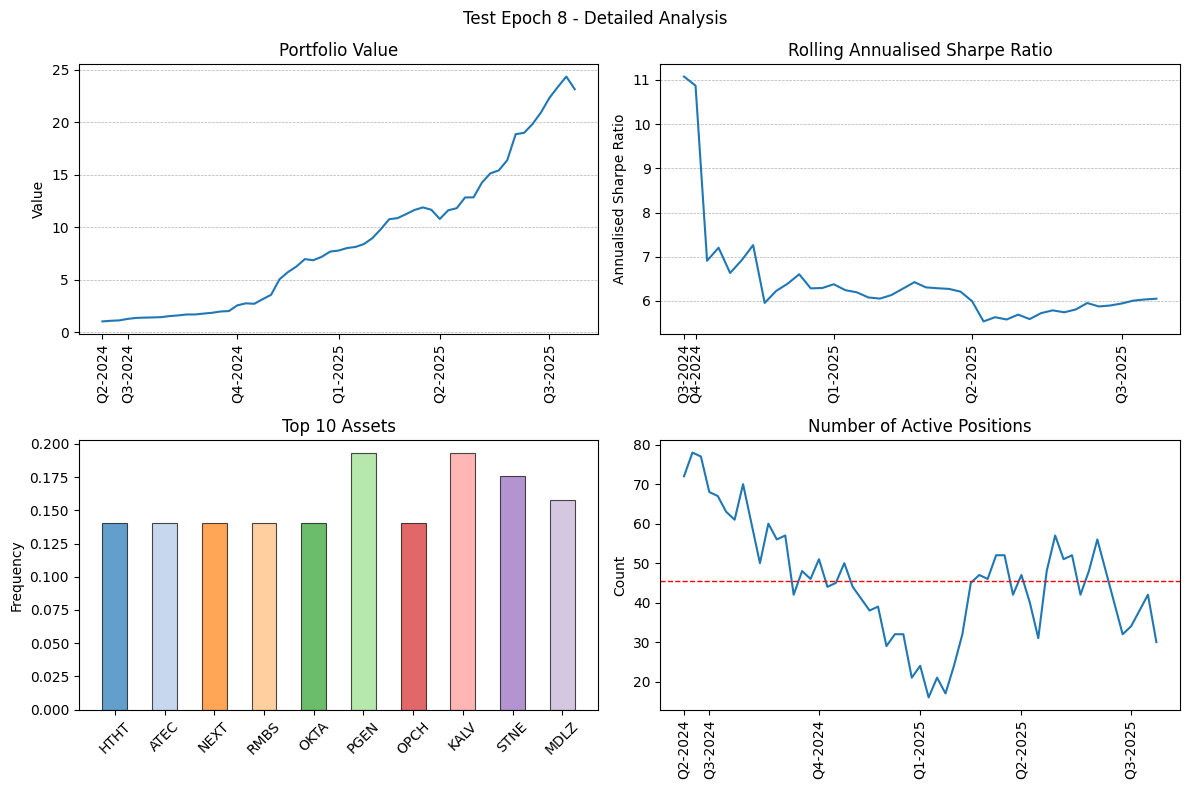 Test Epoch 8 - Detailed Analysis
Portfolio Value
Value
25
20
15
10
5
0
Q2-2024
Q3-2024
Q4-2024
Q1-2025
Q2-2025
Q3-2025
Rolling Annualised Sharpe Ratio
Annualised Sharpe Ratio
11
10
9
8
7
6
Q3-2024
Q4-2024
Q1-2025
Q2-2025
Q3-2025
Top 10 Assets
Frequency
0.200
0.175
0.150
0.125
0.100
0.075
0.050
0.025
0.000
HTHT
ATEC
NEXT
RMBS
OKTA
PGEN
OPCH
KALV
STNE
MDLZ
Number of Active Positions
Count
80
70
60
50
40
30
20
Q2-2024
Q3-2024
Q4-2024
Q1-2025
Q2-2025
Q3-2025